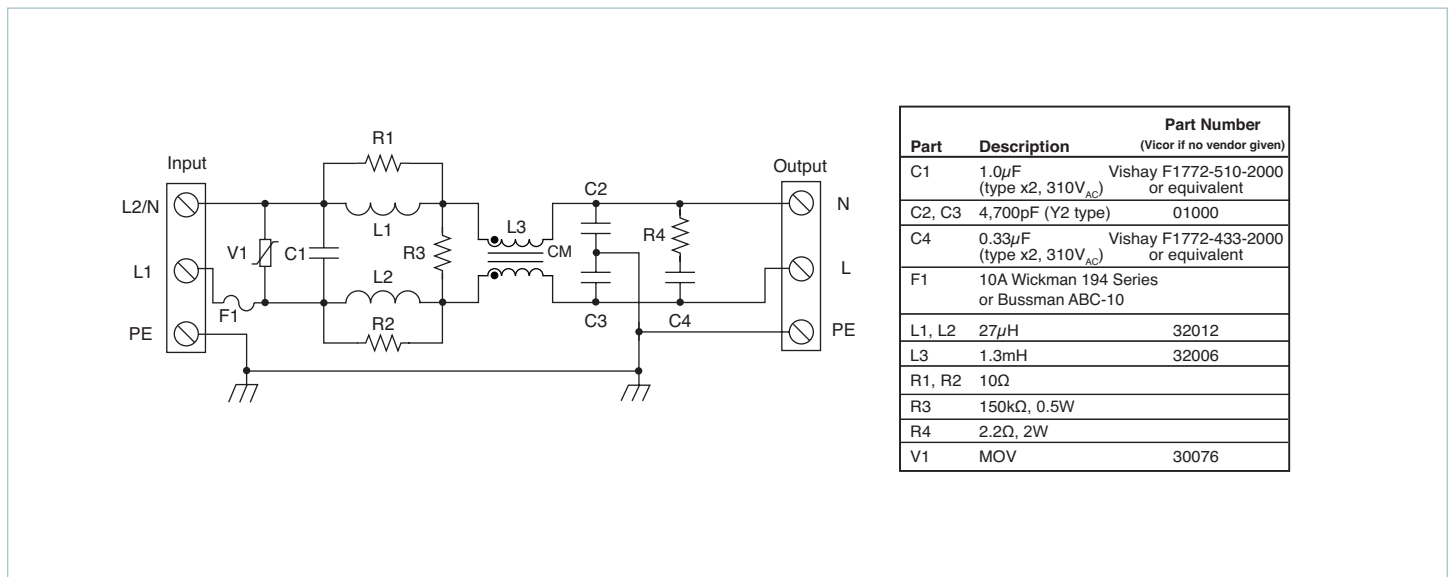 Input
L2/N
L1
PE
F1
V1
C1
R1
L1
L2
R2
R3
L3
CM
C2
C3
R4
C4
Output
N
L
PE
Part Description Part Number
(Vicor if no vendor given)
C1 1.0µF Vishay F1772-510-2000
(type x2, 310VAC) or equivalent
C2, C3 4,700pF (Y2 type) 01000
C4 0.33µF Vishay F1772-433-2000
(type x2, 310VAC) or equivalent
F1 10A Wickman 194 Series
or Bussman ABC-10
L1, L2 27µH 32012
L3 1.3mH 32006
R1, R2 10Ω
R3 150kΩ, 0.5W
R4 2.2Ω, 2W
V1 MOV 30076